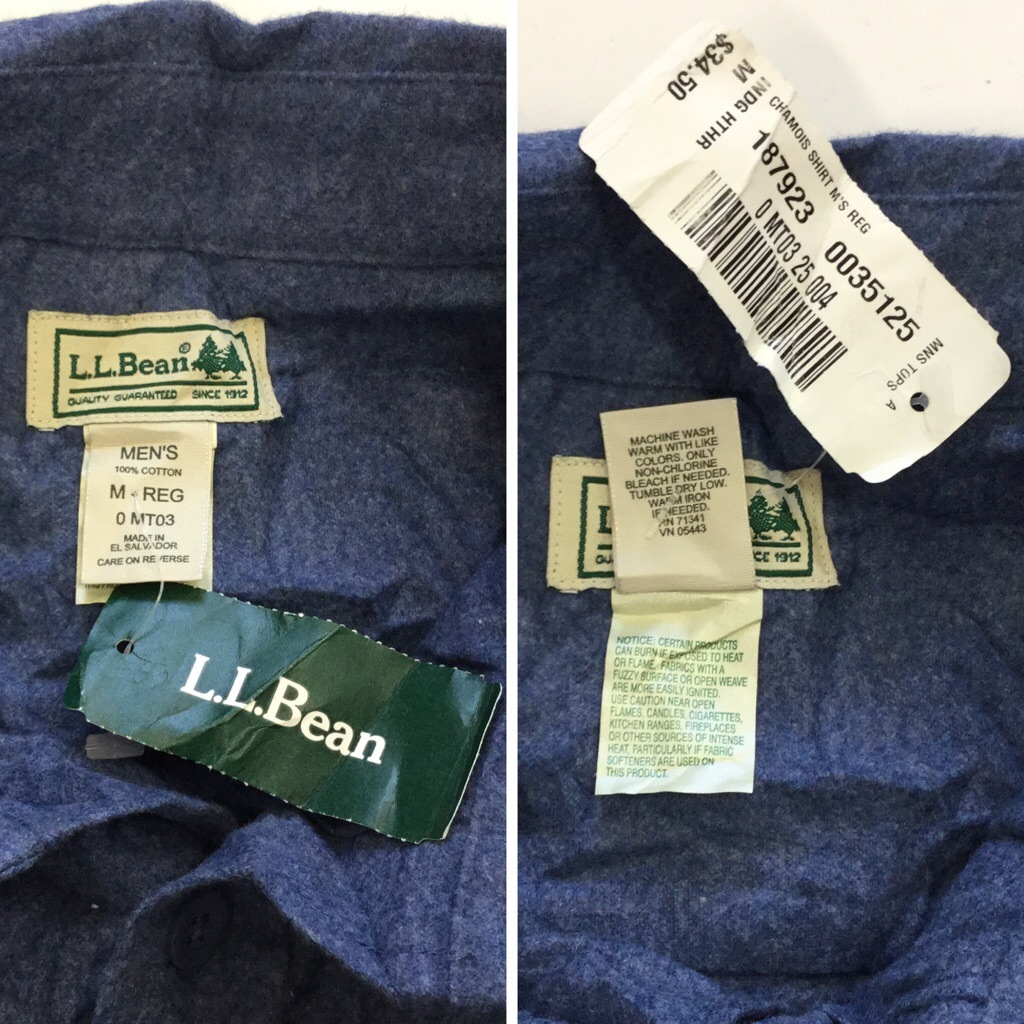 L.L.Bean®
QUALITY GUARANTEED SINCE 1912
MEN'S
100% COTTON
M - REG
0 MT03
MADE IN
EL SALVADOR
CARE ON REVERSE
L.L.Bean
$34.50
M
INDG HTHR
CHAMOIS SHIRT M'S REG
187923 0035125
0 MT03 25 004
MNS TOPS
A
MACHINE WASH
WARM WITH LIKE
COLORS. ONLY
NON-CHLORINE
BLEACH IF NEEDED.
TUMBLE DRY LOW.
WARM IRON
IF NEEDED.
RN 71341
VN 05443
L
QU
CE 1912
NOTICE: CERTAIN PRODUCTS
CAN BURN IF EXPOSED TO HEAT
OR FLAME. FABRICS WITH A
FUZZY SURFACE OR OPEN WEAVE
ARE MORE EASILY IGNITED.
USE CAUTION NEAR OPEN
FLAMES, CANDLES, CIGARETTES,
KITCHEN RANGES, FIREPLACES
OR OTHER SOURCES OF INTENSE
HEAT, PARTICULARLY IF FABRIC
SOFTENERS ARE USED ON
THIS PRODUCT.